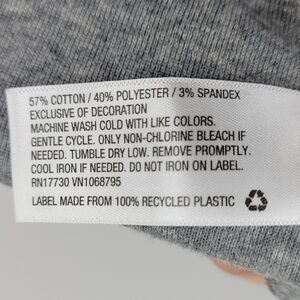 57% COTTON / 40% POLYESTER / 3% SPANDEX
EXCLUSIVE OF DECORATION
MACHINE WASH COLD WITH LIKE COLORS.
GENTLE CYCLE. ONLY NON-CHLORINE BLEACH IF
NEEDED. TUMBLE DRY LOW. REMOVE PROMPTLY.
COOL IRON IF NEEDED. DO NOT IRON ON LABEL.
RN17730 VN1068795
LABEL MADE FROM 100% RECYCLED PLASTIC